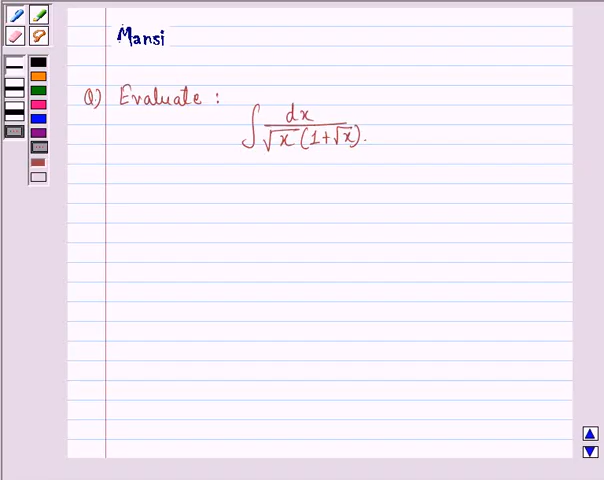 Mansi
Q.) Evaluate :
∫ dx / √x (1+√x).